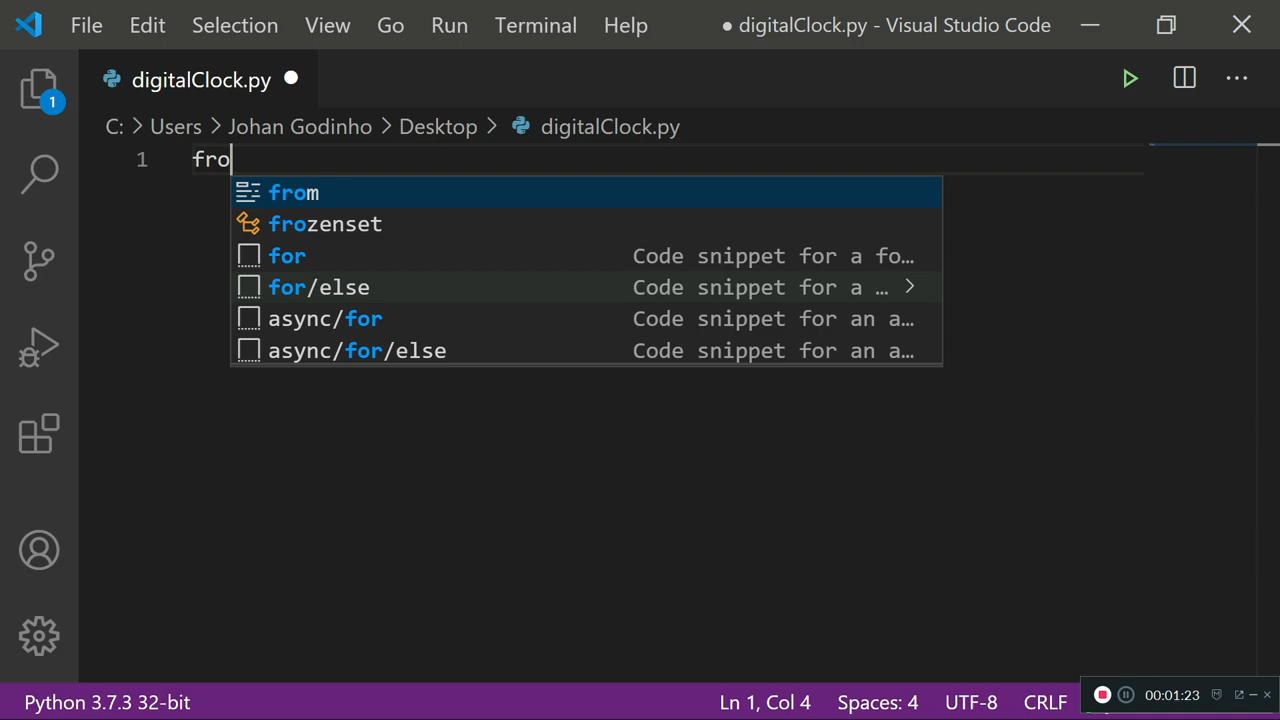 File Edit Selection View Go Run Terminal Help ● digitalClock.py - Visual Studio Code
digitalClock.py
1
C: > Users > Johan Godinho > Desktop > digitalClock.py
1 fro
from
frozenset
for Code snippet for a fo…
for/else Code snippet for a …
async/for Code snippet for an a…
async/for/else Code snippet for an a…
Python 3.7.3 32-bit Ln 1, Col 4 Spaces: 4 UTF-8 CRLF 00:01:23